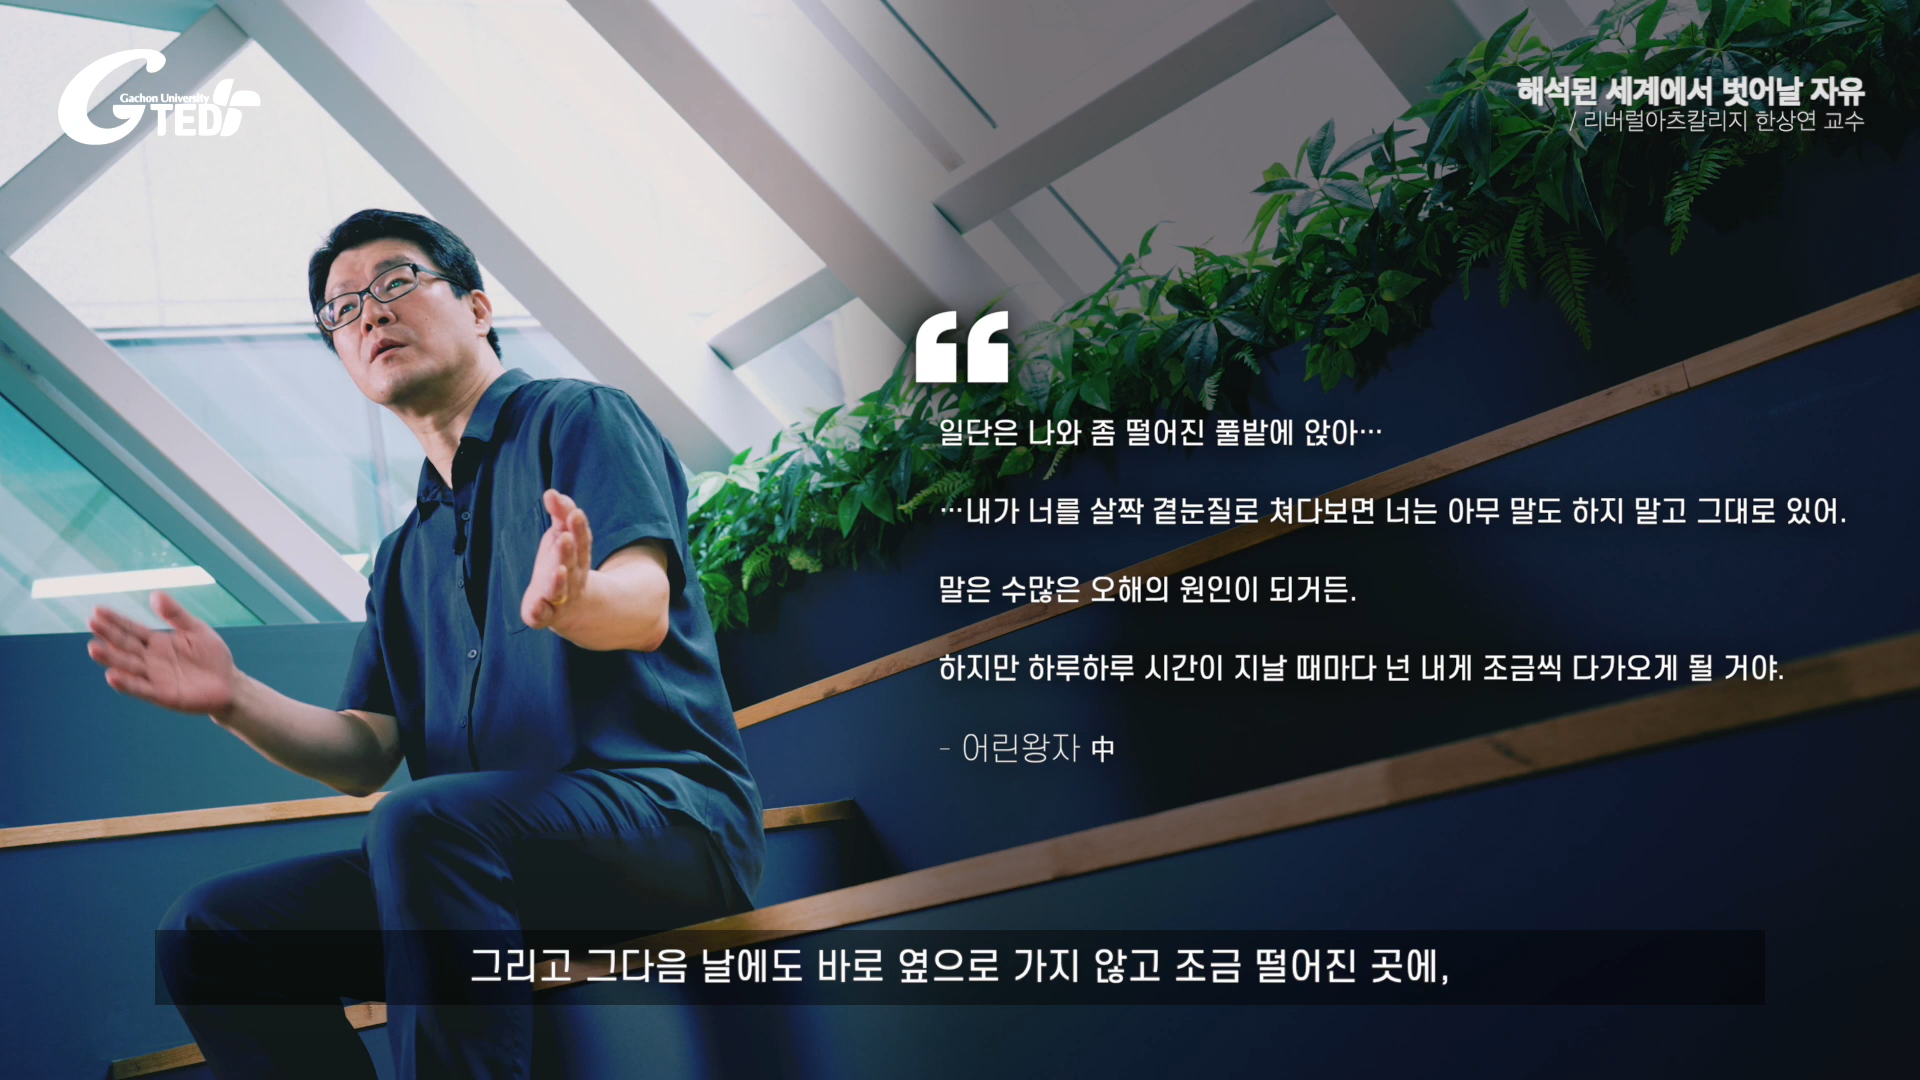 Gachon University
GTED
해석된 세계에서 벗어날 자유
/ 리버럴아츠칼리지 한상연 교수
“
일단은 나와 좀 떨어진 풀밭에 앉아…
…내가 너를 살짝 곁눈질로 쳐다보면 너는 아무 말도 하지 말고 그대로 있어.
말은 수많은 오해의 원인이 되거든.
하지만 하루하루 시간이 지날 때마다 넌 내게 조금씩 다가오게 될 거야.
- 어린왕자 中
그리고 그다음 날에도 바로 옆으로 가지 않고 조금 떨어진 곳에,